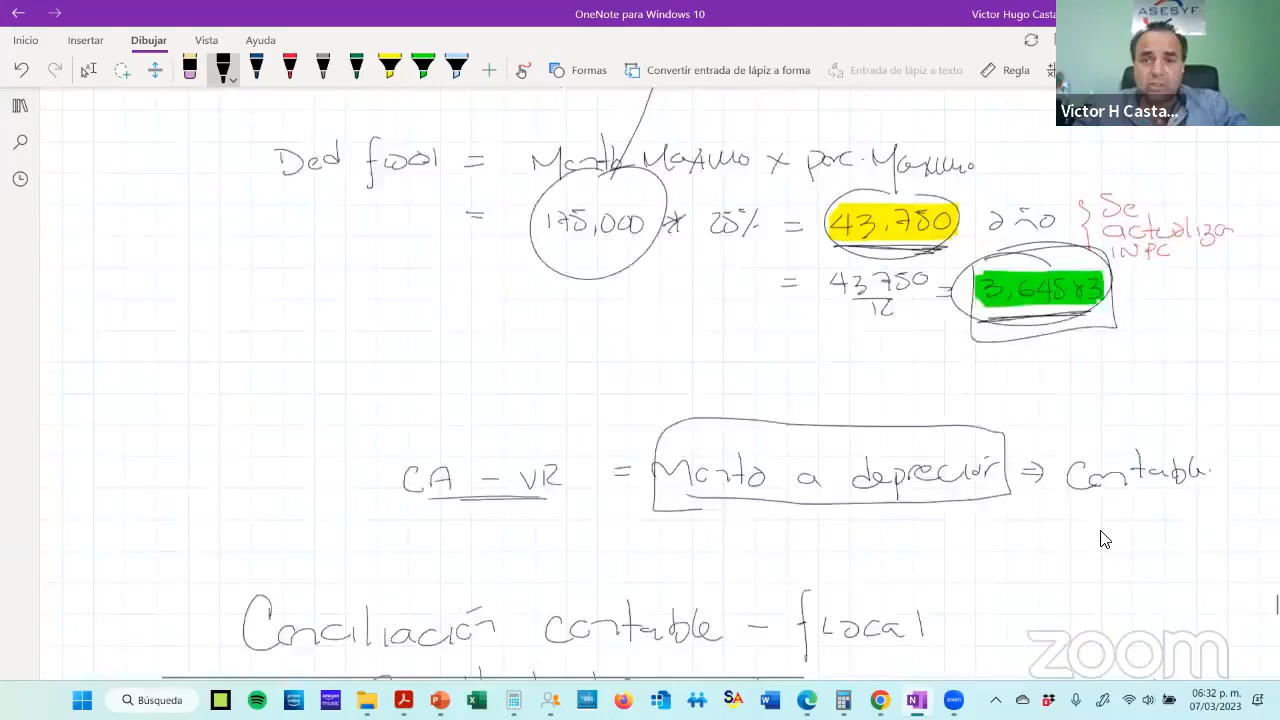 OneNote para Windows 10
Victor Hugo Casta
ASESYF
Inicio Insertar Dibujar Vista Ayuda
Formas Convertir entrada de lápiz a forma Entrada de lápiz a texto Regla
Victor H Casta...
Ded fiscal = Monto Maximo x porc. Maximo
= 175,000 * 25% = 43,750 año
Se
actualiza
INPC
= 43750 = 3,645.83
12
CA - VR = Monto a depreciar ⇒ Contable.
Conciliación contable - fiscal
zoom
Búsqueda
06:32 p. m.
07/03/2023